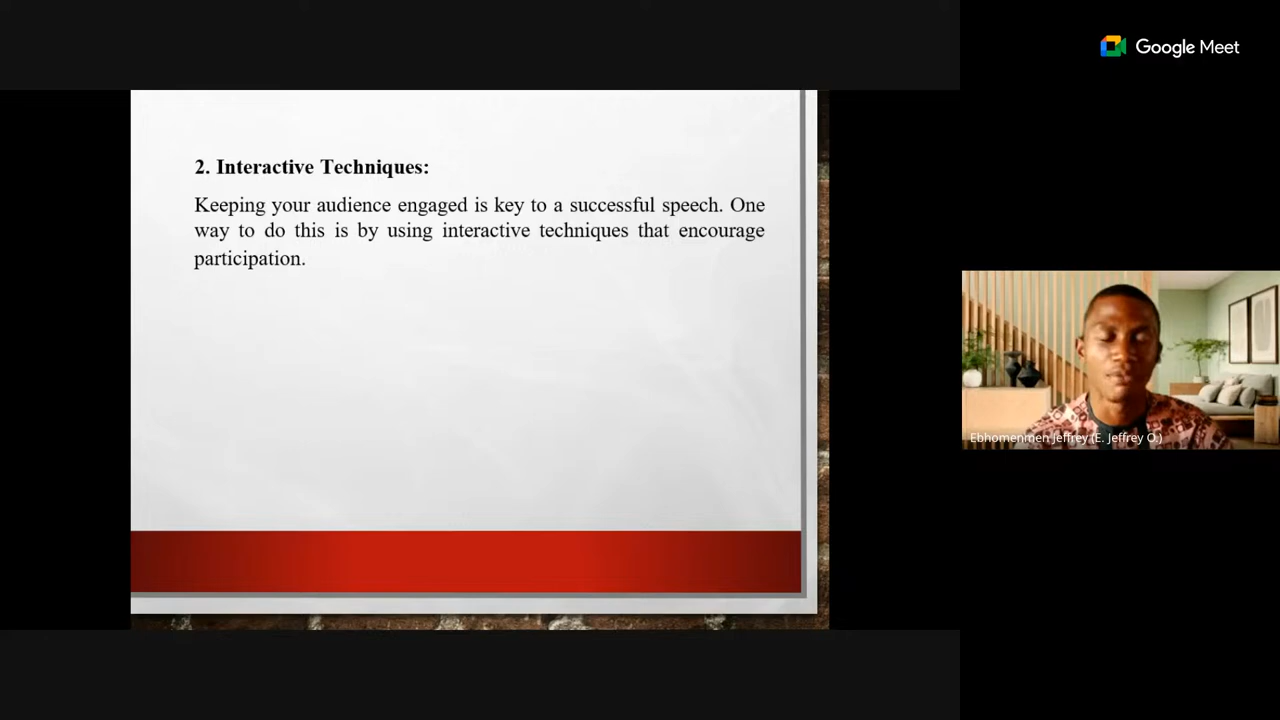 Google Meet
2. Interactive Techniques:
Keeping your audience engaged is key to a successful speech. One
way to do this is by using interactive techniques that encourage
participation.
Ebhomenmen Jeffrey (E. Jeffrey O.)